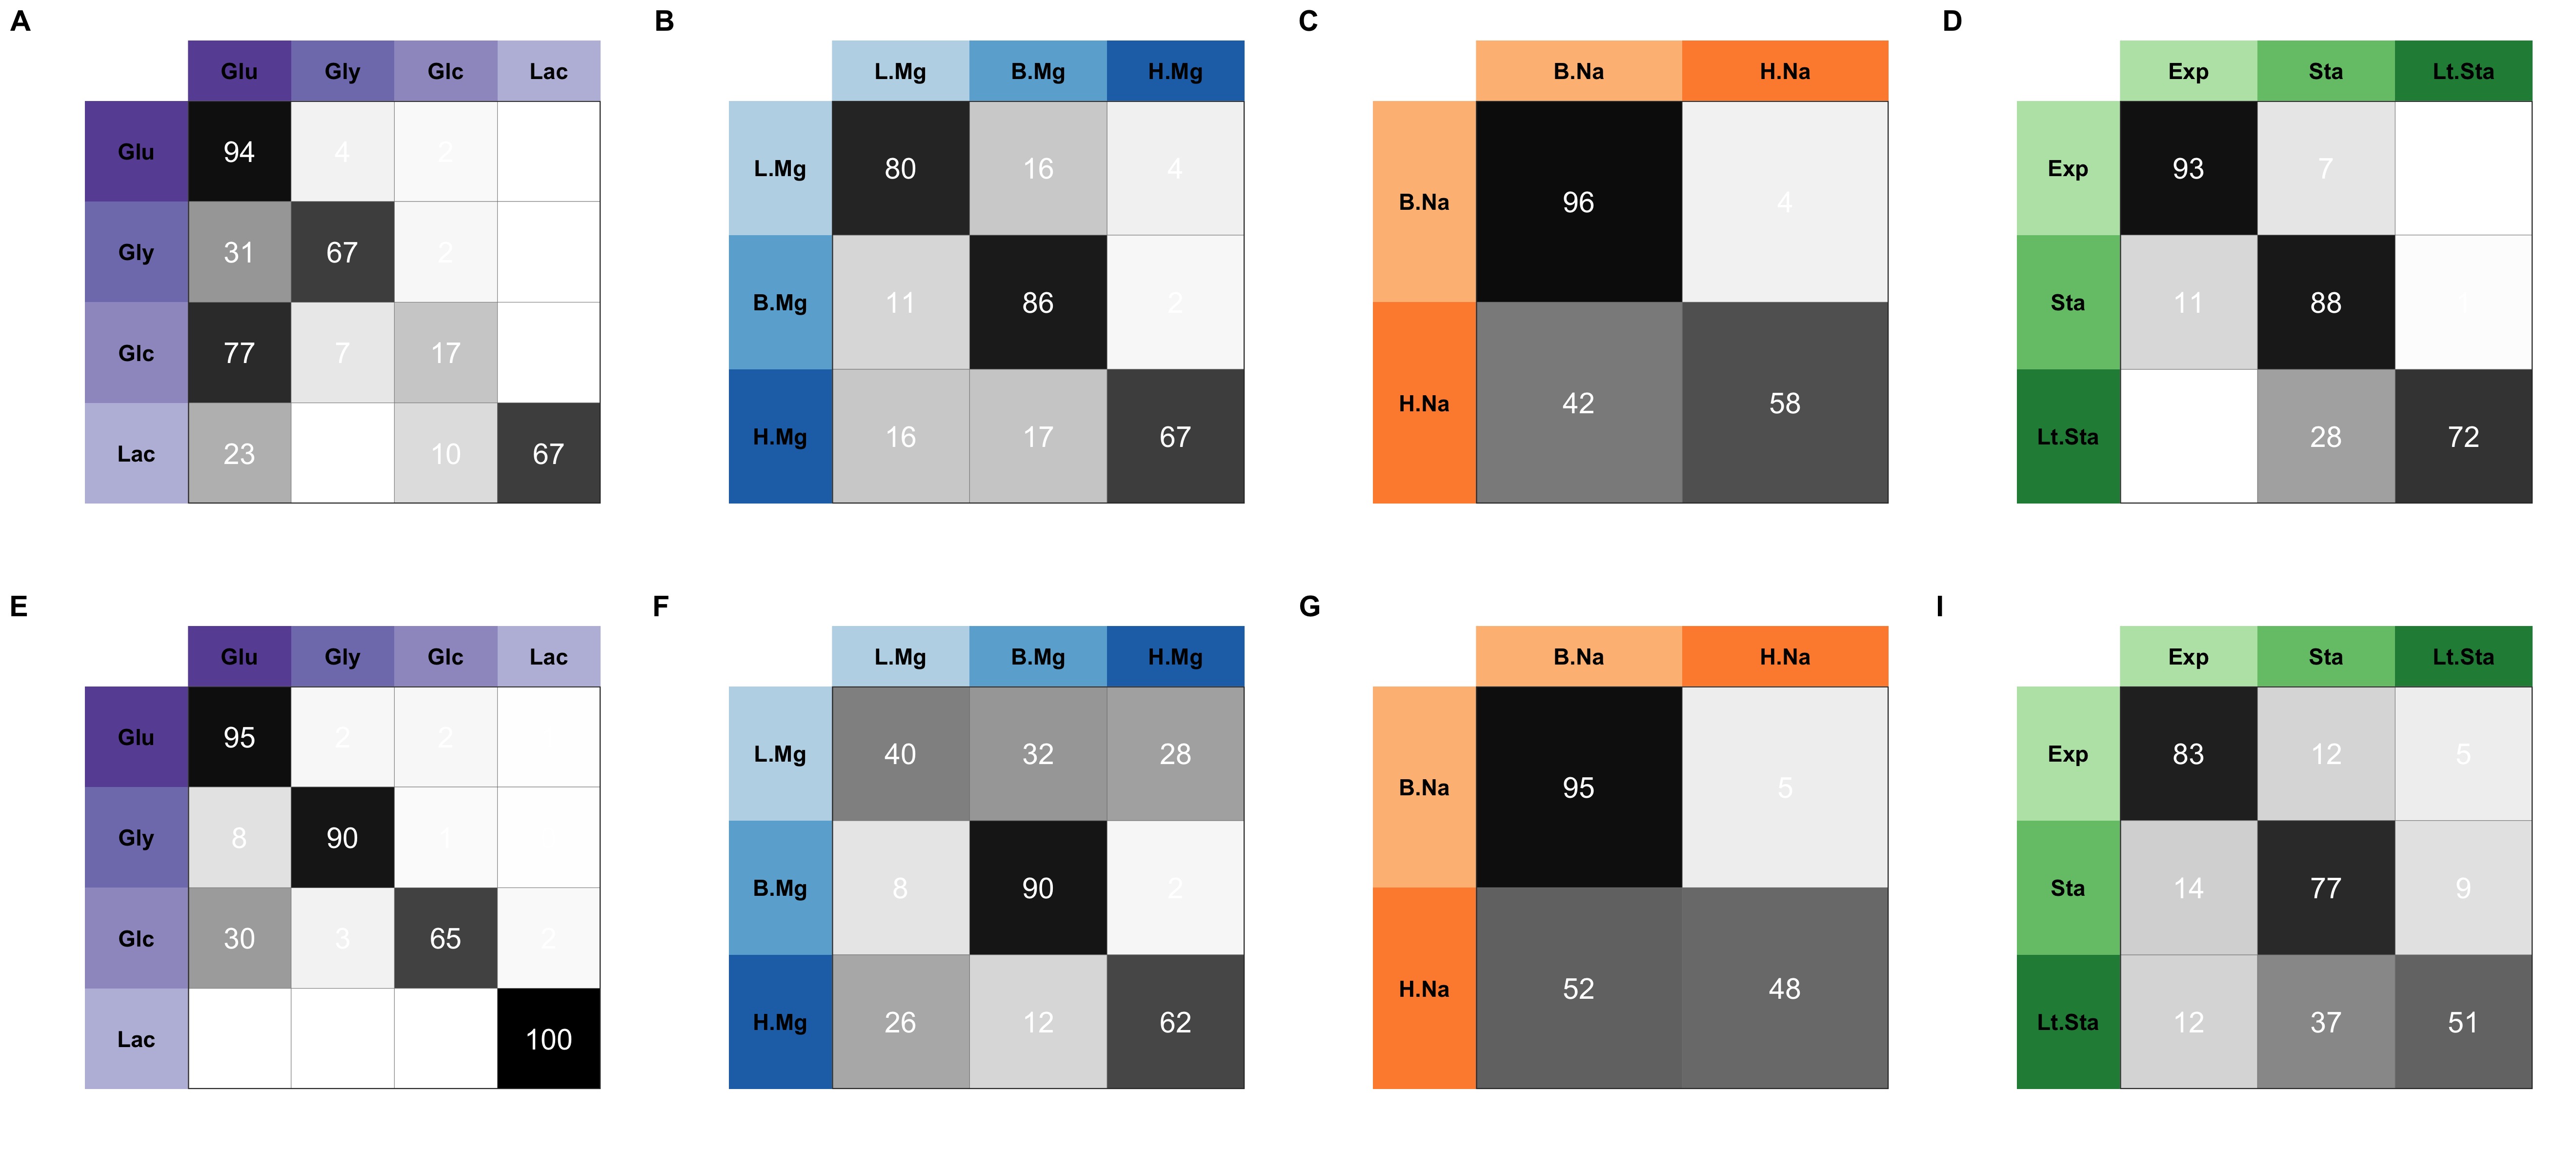 A B C D
Glu Gly Glc Lac
L.Mg B.Mg H.Mg
B.Na H.Na
Exp Sta Lt.Sta
Glu 94 4 2
Gly 31 67 2
Glc 77 7 17
Lac 23 10 67
L.Mg 80 16 4
B.Mg 11 86 2
H.Mg 16 17 67
B.Na 96 4
H.Na 42 58
Exp 93 7
Sta 11 88
Lt.Sta 28 72
E F G I
Glu Gly Glc Lac
L.Mg B.Mg H.Mg
B.Na H.Na
Exp Sta Lt.Sta
Glu 95 2 2
Gly 8 90 1
Glc 30 3 65 2
Lac 100
L.Mg 40 32 28
B.Mg 8 90 2
H.Mg 26 12 62
B.Na 95 5
H.Na 52 48
Exp 83 12 5
Sta 14 77 9
Lt.Sta 12 37 51